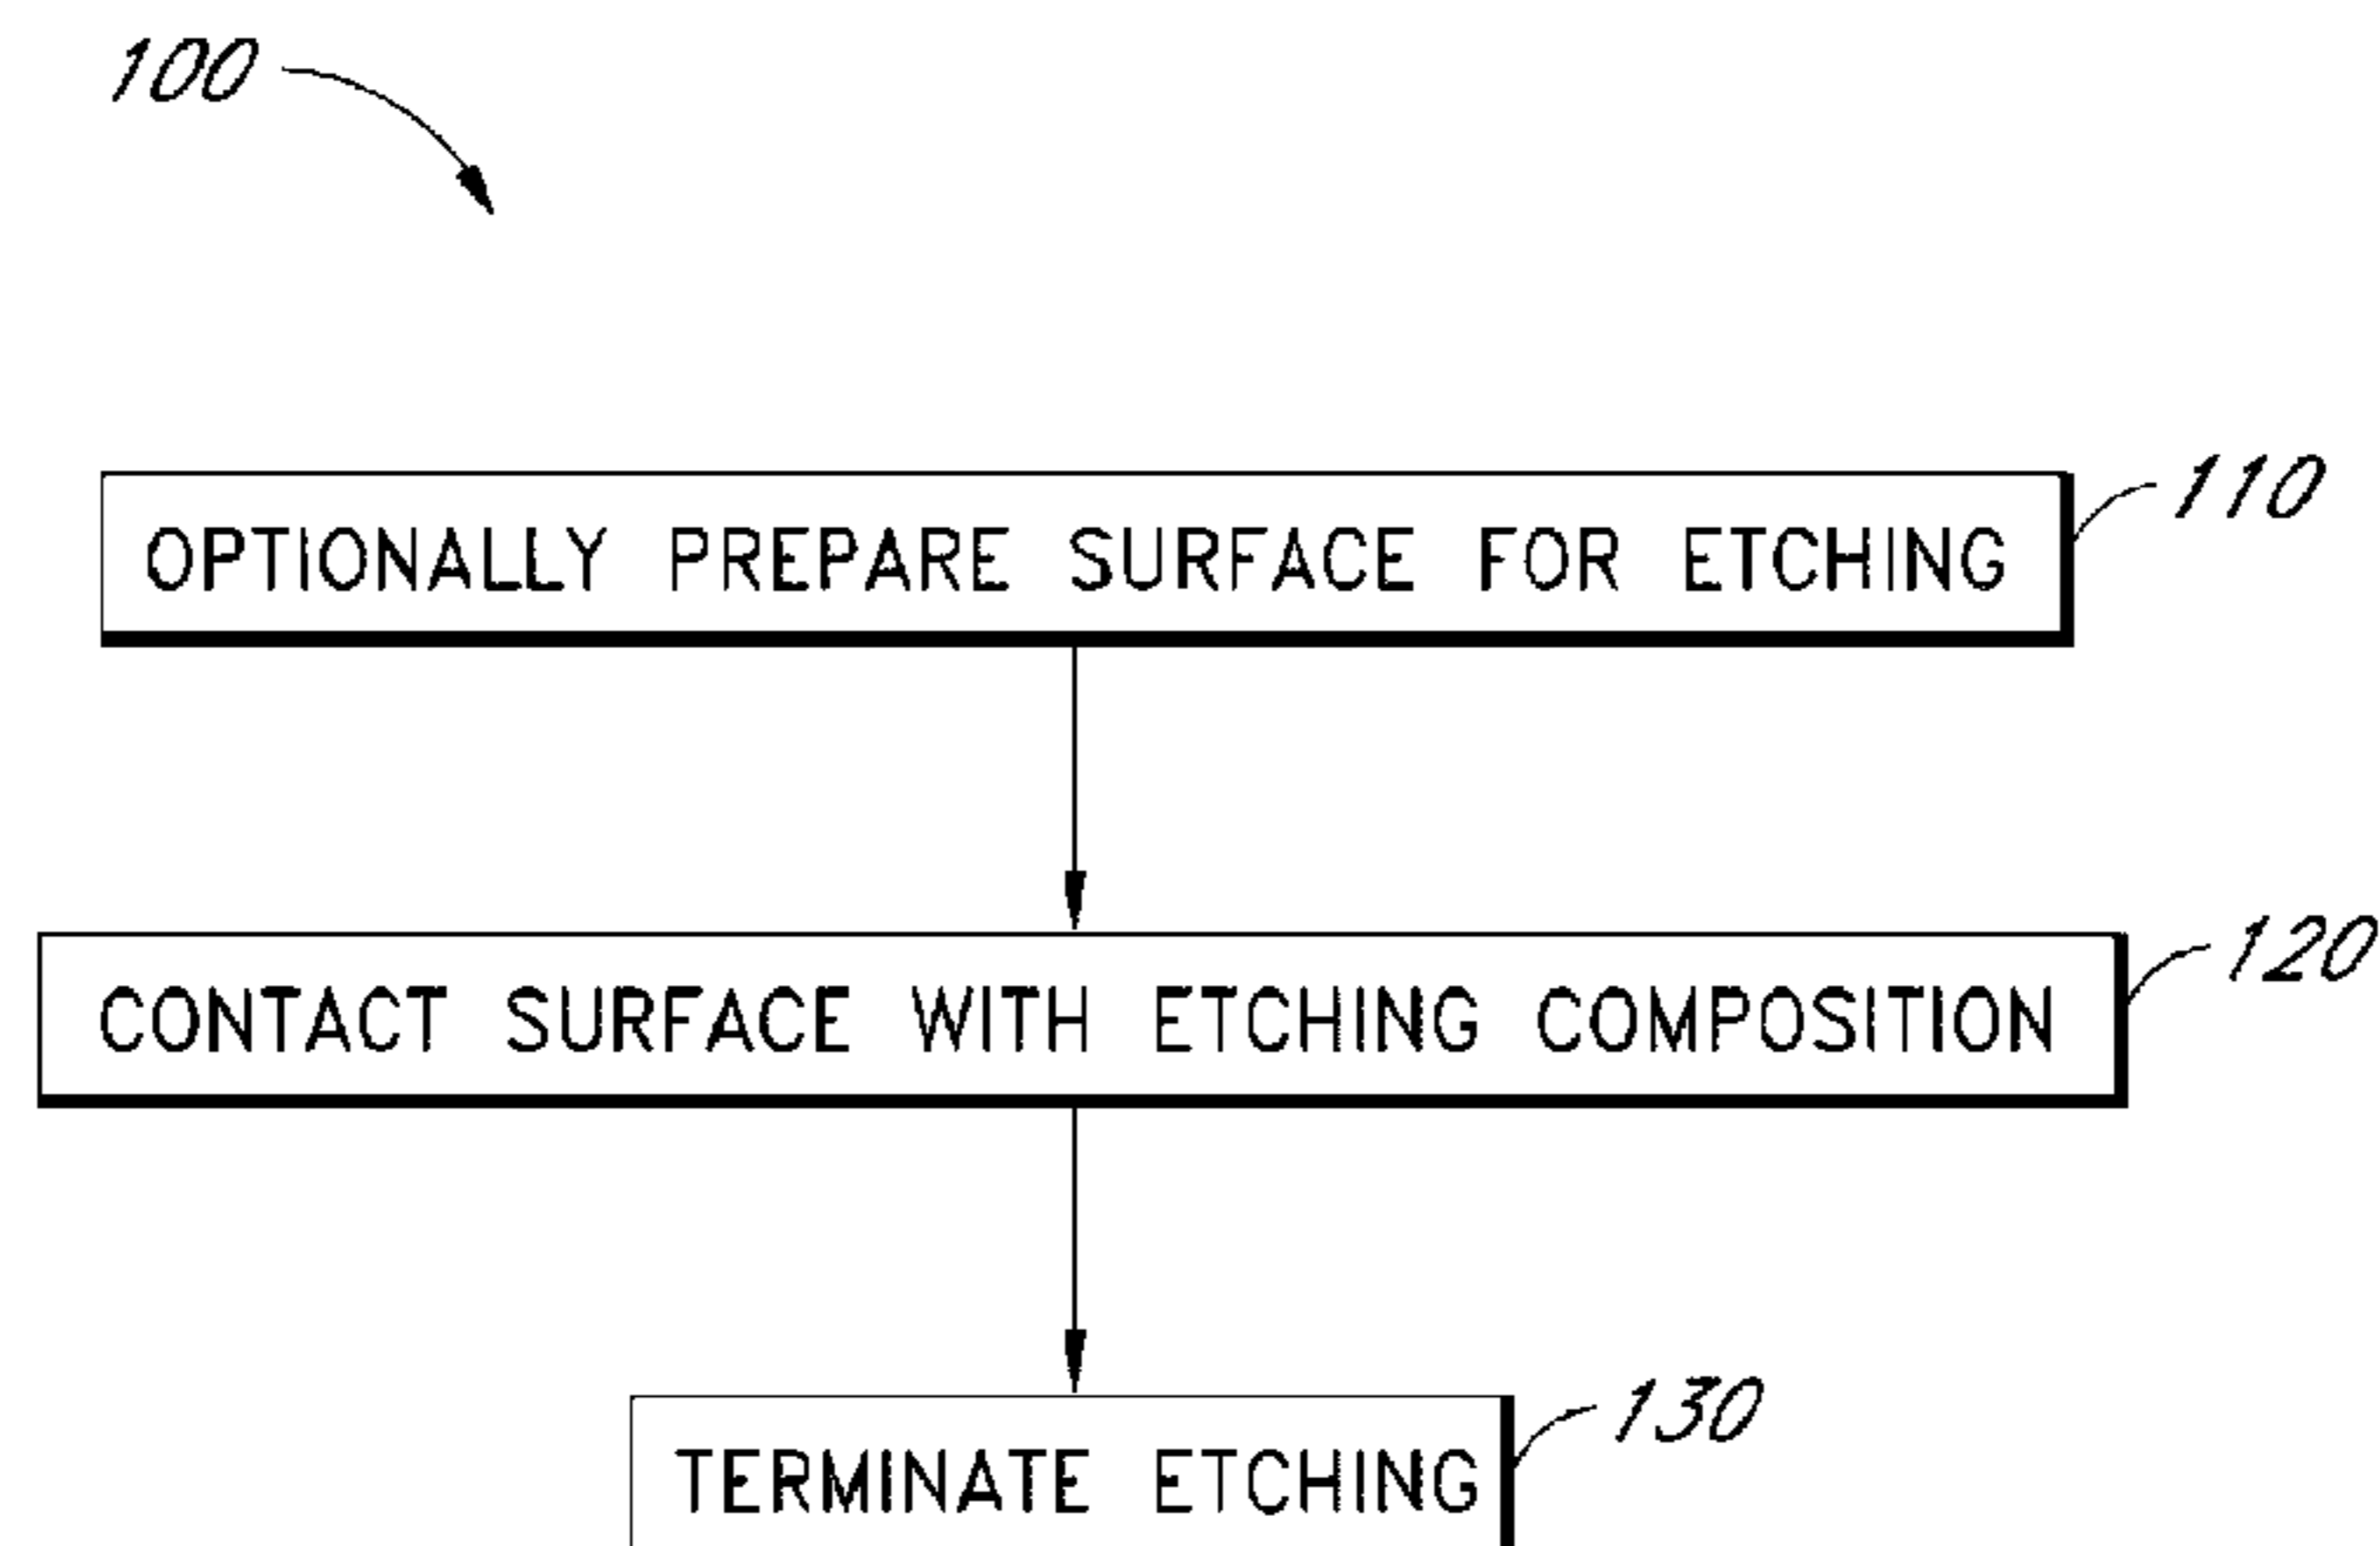 100
OPTIONALLY PREPARE SURFACE FOR ETCHING
110
CONTACT SURFACE WITH ETCHING COMPOSITION
120
TERMINATE ETCHING
130